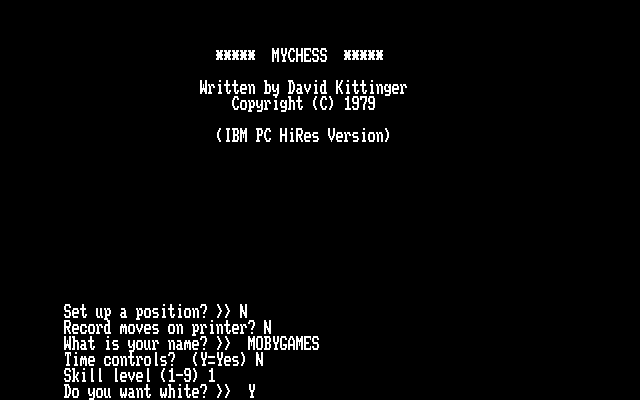 ***** MYCHESS *****
Written by David Kittinger
Copyright (C) 1979
(IBM PC HiRes Version)
Set up a position? >> N
Record moves on printer? N
What is your name? >>  MOBYGAMES
Time controls?  (Y=Yes) N
Skill level (1-9) 1
Do you want white? >>  Y